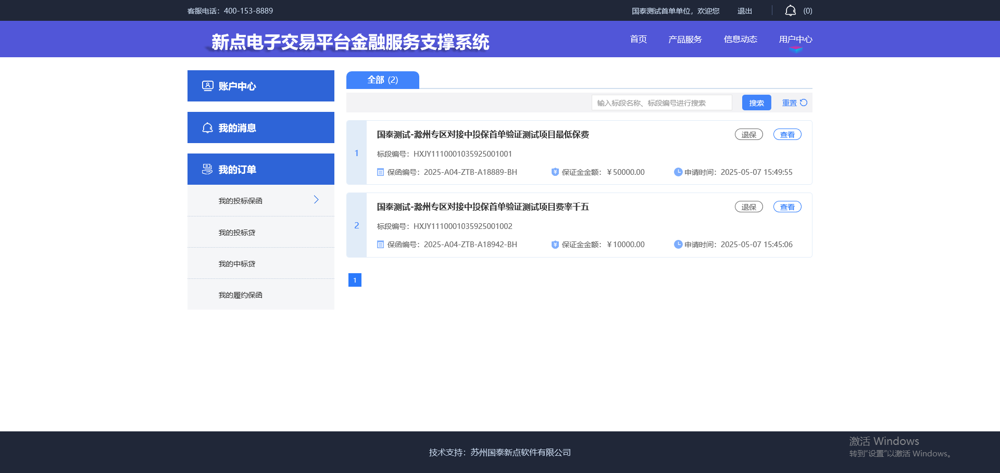 客服电话：400-153-8889
国泰测试首单单位，欢迎您 退出 (0)
新点电子交易平台金融服务支撑系统
首页 产品服务 信息动态 用户中心
账户中心
我的消息
我的订单
我的投标保函
我的投标贷
我的中标贷
我的履约保函
全部 (2)
输入标段名称、标段编号进行搜索 搜索 重置
1
国泰测试-滁州专区对接中投保首单验证测试项目最低保费 退保 查看
标段编号：HXJY1110001035925001001
保函编号：2025-A04-ZTB-A18889-BH 保证金金额：￥50000.00 申请时间：2025-05-07 15:49:55
2
国泰测试-滁州专区对接中投保首单验证测试项目费率千五 退保 查看
标段编号：HXJY1110001035925001002
保函编号：2025-A04-ZTB-A18942-BH 保证金金额：￥10000.00 申请时间：2025-05-07 15:45:06
1
技术支持：苏州国泰新点软件有限公司
激活 Windows
转到“设置”以激活 Windows。